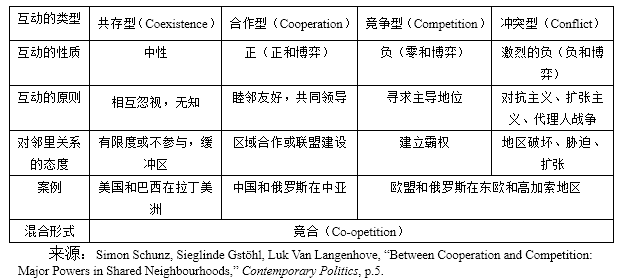 互动的类型 共存型（Coexistence） 合作型（Cooperation） 竞争型（Competition） 冲突型（Conflict）
互动的性质 中性 正（正和博弈） 负（零和博弈） 激烈的负（负和博
弈）
互动的原则 相互忽视，无知 睦邻友好，共同领导 寻求主导地位 对抗主义、扩张主
义、代理人战争
对邻里关系 有限度或不参与，缓 区域合作或联盟建设 建立霸权 地区破坏、胁迫、
的态度 冲区 扩张
案例 美国和巴西在拉丁美 中国和俄罗斯在中亚 欧盟和俄罗斯在东欧和高加索地区
洲
混合形式 竞合（Co-opetition）
来源：Simon Schunz, Sieglinde Gstöhl, Luk Van Langenhove, “Between Cooperation and Competition:
Major Powers in Shared Neighbourhoods,” Contemporary Politics, p.5.